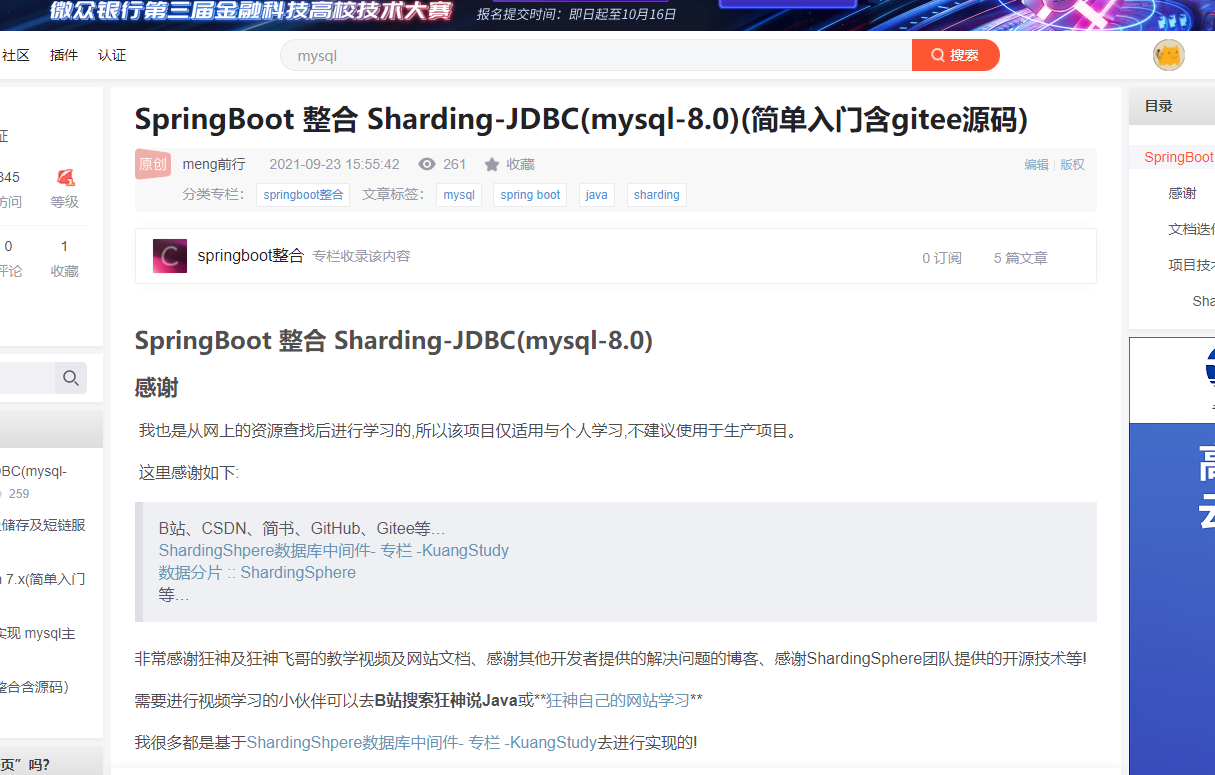 微众银行第三届金融科技高校技术大赛
报名提交时间：即日起至10月16日
社区 插件 认证
mysql
搜索
证
345
访问
等级
0
评论
1
收藏
BC(mysql-
259
储存及短链服
7.x(简单入门
实现 mysql主
整合含源码）
页”吗?
SpringBoot 整合 Sharding-JDBC(mysql-8.0)(简单入门含gitee源码)
原创 meng前行 2021-09-23 15:55:42 261 收藏
编辑 版权
分类专栏： springboot整合 文章标签： mysql spring boot java sharding
C
springboot整合 专栏收录该内容
0 订阅 5 篇文章
SpringBoot 整合 Sharding-JDBC(mysql-8.0)
感谢
我也是从网上的资源查找后进行学习的,所以该项目仅适用与个人学习,不建议使用于生产项目。
这里感谢如下:
B站、CSDN、简书、GitHub、Gitee等…
ShardingShpere数据库中间件- 专栏 -KuangStudy
数据分片 :: ShardingSphere
等…
非常感谢狂神及狂神飞哥的教学视频及网站文档、感谢其他开发者提供的解决问题的博客、感谢ShardingSphere团队提供的开源技术等!
需要进行视频学习的小伙伴可以去B站搜索狂神说Java或**狂神自己的网站学习**
我很多都是基于ShardingShpere数据库中间件- 专栏 -KuangStudy去进行实现的!
目录
SpringBoot
感谢
文档迭代
项目技术
Sha
高
云